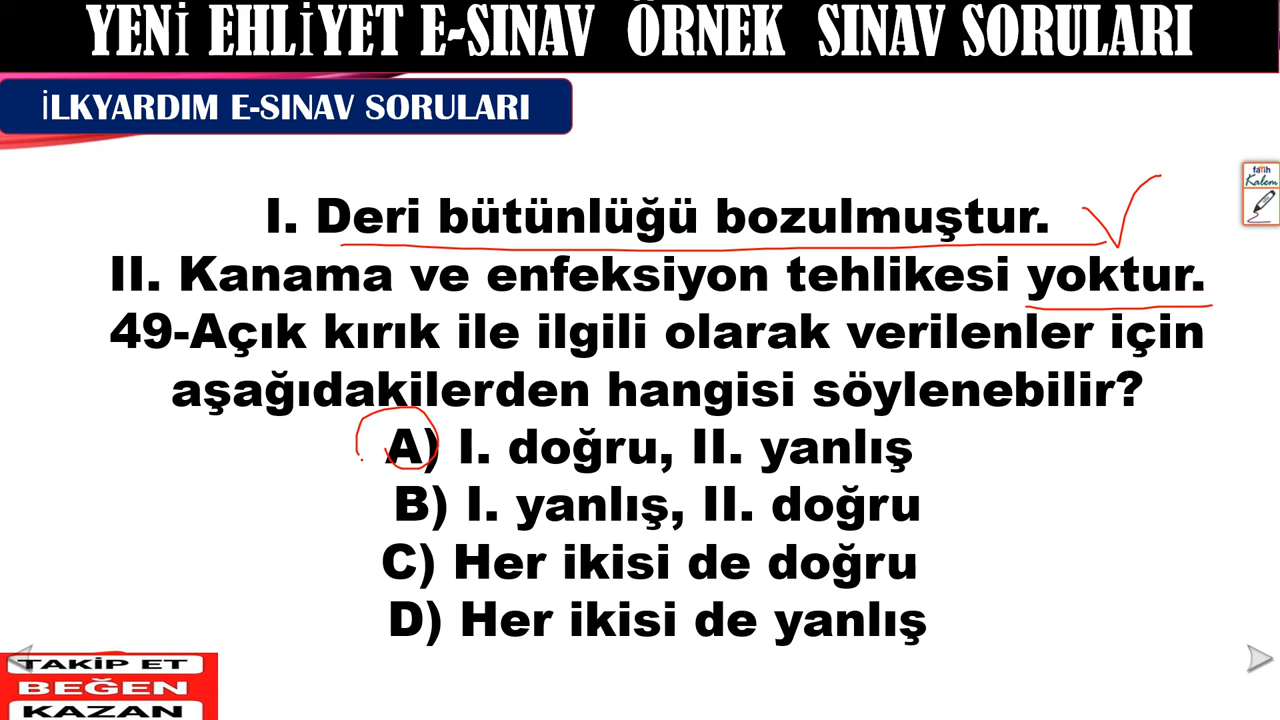 YENİ EHLİYET E-SINAV ÖRNEK SINAV SORULARI
İLKYARDIM E-SINAV SORULARI
fatih
Kalem
I. Deri bütünlüğü bozulmuştur.
II. Kanama ve enfeksiyon tehlikesi yoktur.
49-Açık kırık ile ilgili olarak verilenler için
aşağıdakilerden hangisi söylenebilir?
A) I. doğru, II. yanlış
B) I. yanlış, II. doğru
C) Her ikisi de doğru
D) Her ikisi de yanlış
TAKİP ET
BEĞEN
KAZAN